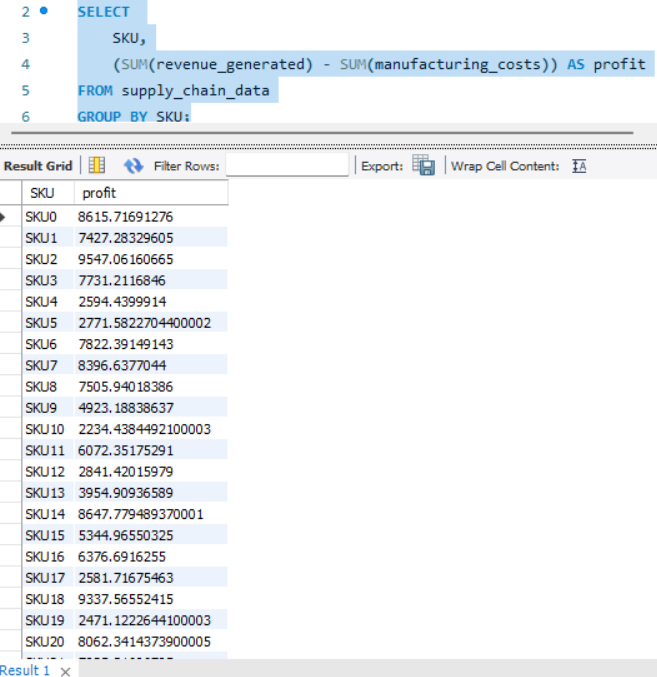 2 SELECT
3 SKU,
4 (SUM(revenue_generated) - SUM(manufacturing_costs)) AS profit
5 FROM supply_chain_data
6 GROUP BY SKU;
Result Grid Filter Rows: Export: Wrap Cell Content: IA
SKU profit
SKU0 8615.71691276
SKU1 7427.28329605
SKU2 9547.06160665
SKU3 7731.2116846
SKU4 2594.4399914
SKU5 2771.5822704400002
SKU6 7822.39149143
SKU7 8396.6377044
SKU8 7505.94018386
SKU9 4923.18838637
SKU10 2234.4384492100003
SKU11 6072.35175291
SKU12 2841.42015979
SKU13 3954.90936589
SKU14 8647.779489370001
SKU15 5344.96550325
SKU16 6376.6916255
SKU17 2581.71675463
SKU18 9337.56552415
SKU19 2471.1222644100003
SKU20 8062.3414373900005
Result 1